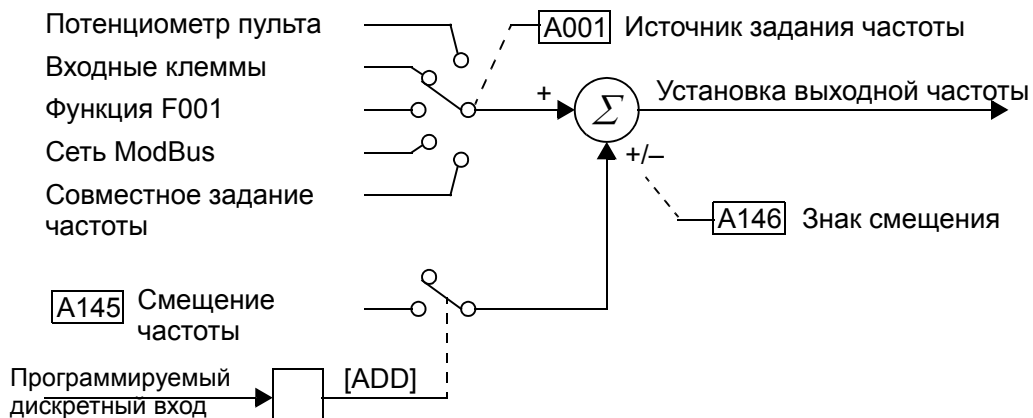 Потенциометр пульта
A001 Источник задания частоты
Входные клеммы
Функция F001
+
Σ
Установка выходной частоты
Сеть ModBus
+/–
Совместное задание
частоты
A146 Знак смещения
A145 Смещение
частоты
Программируемый
дискретный вход
[ADD]